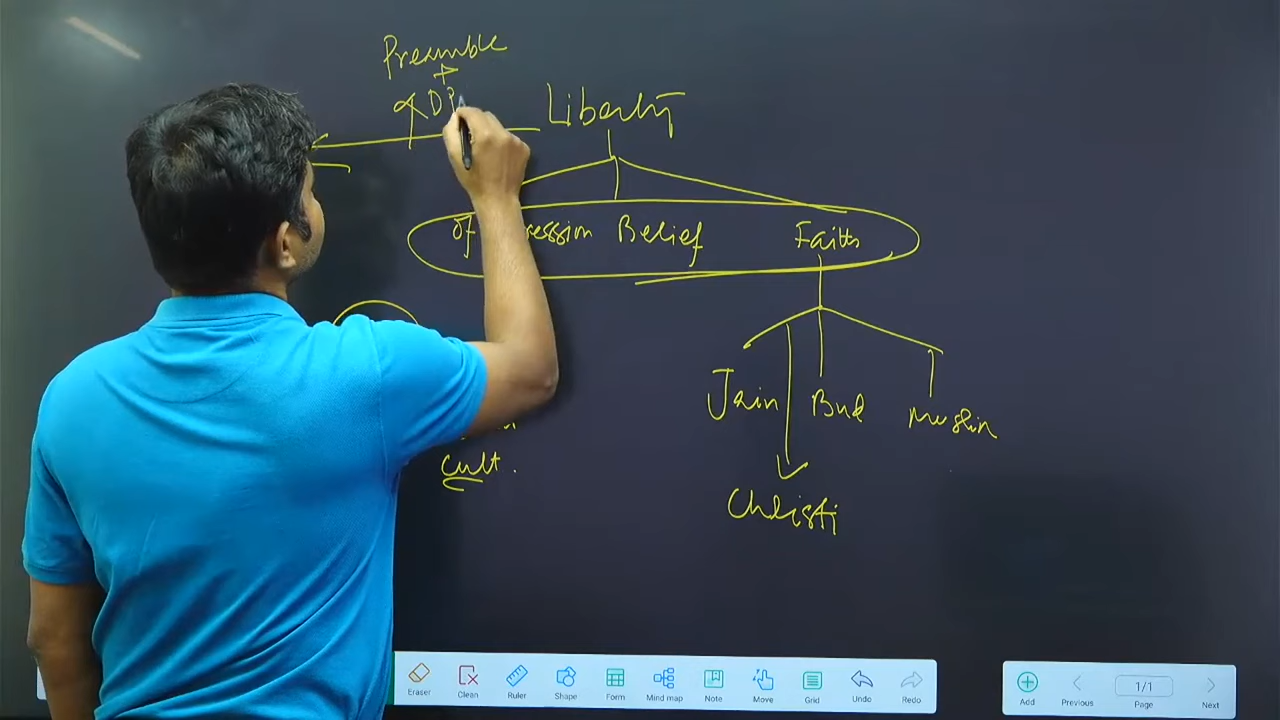 Preamble
+
Liberty
of Belief Faith
Jain Bud Muslim
cult.
Christi
Eraser Clean Ruler Shape Form Mind map Note Move Grid Undo Redo Add Previous 1/1 Page Next